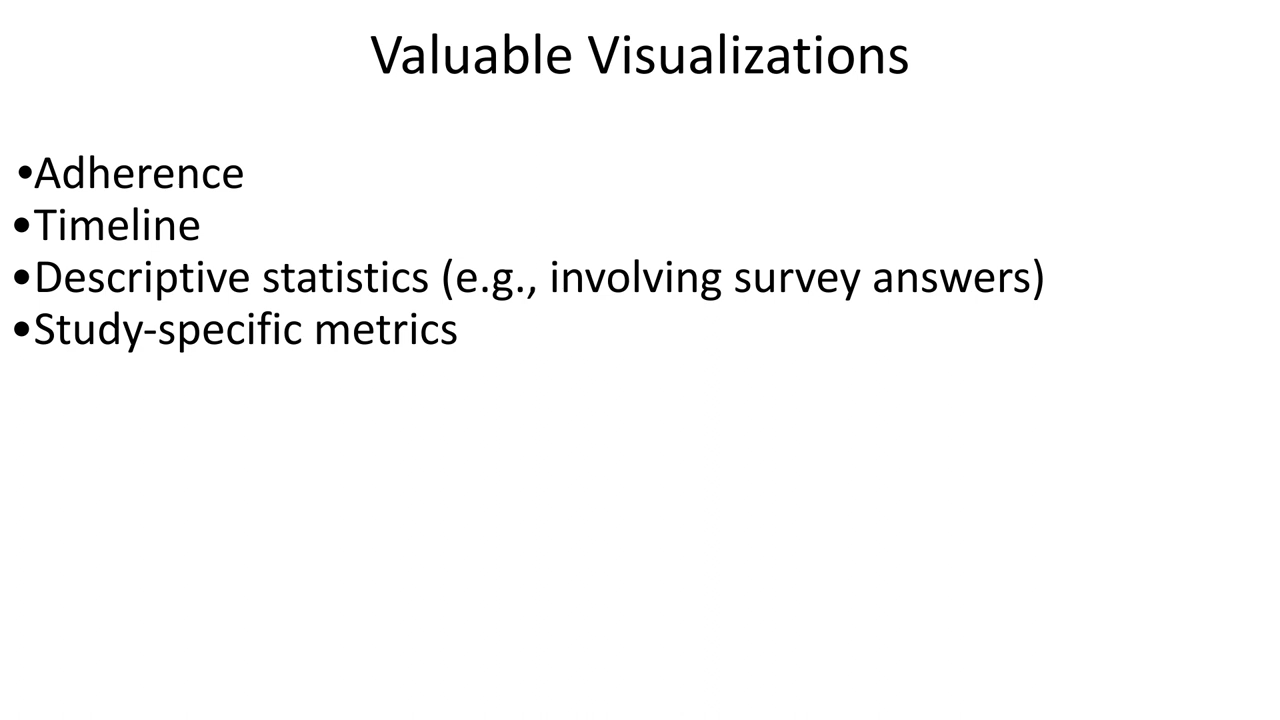 Valuable Visualizations
•Adherence
•Timeline
•Descriptive statistics (e.g., involving survey answers)
•Study-specific metrics